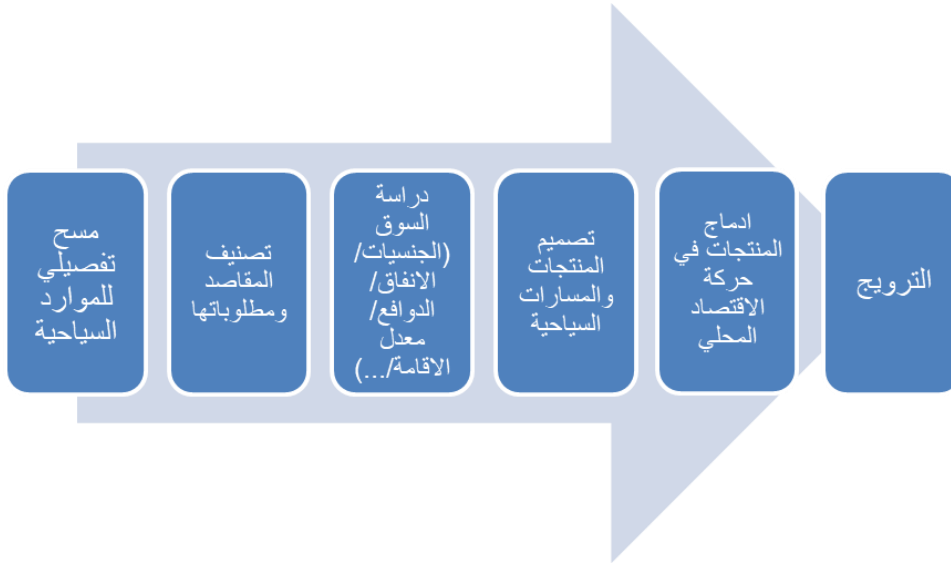 مسح
تفصيلي
للموارد
السياحية
تصنيف
المقاصد
ومطلوباتها
دراسة
السوق
(الجنسيات/
الانفاق/
الدوافع/
معدل
الاقامة/...)
تصميم
المنتجات
والمسارات
السياحية
ادماج
المنتجات في
حركة
الاقتصاد
المحلي
الترويج